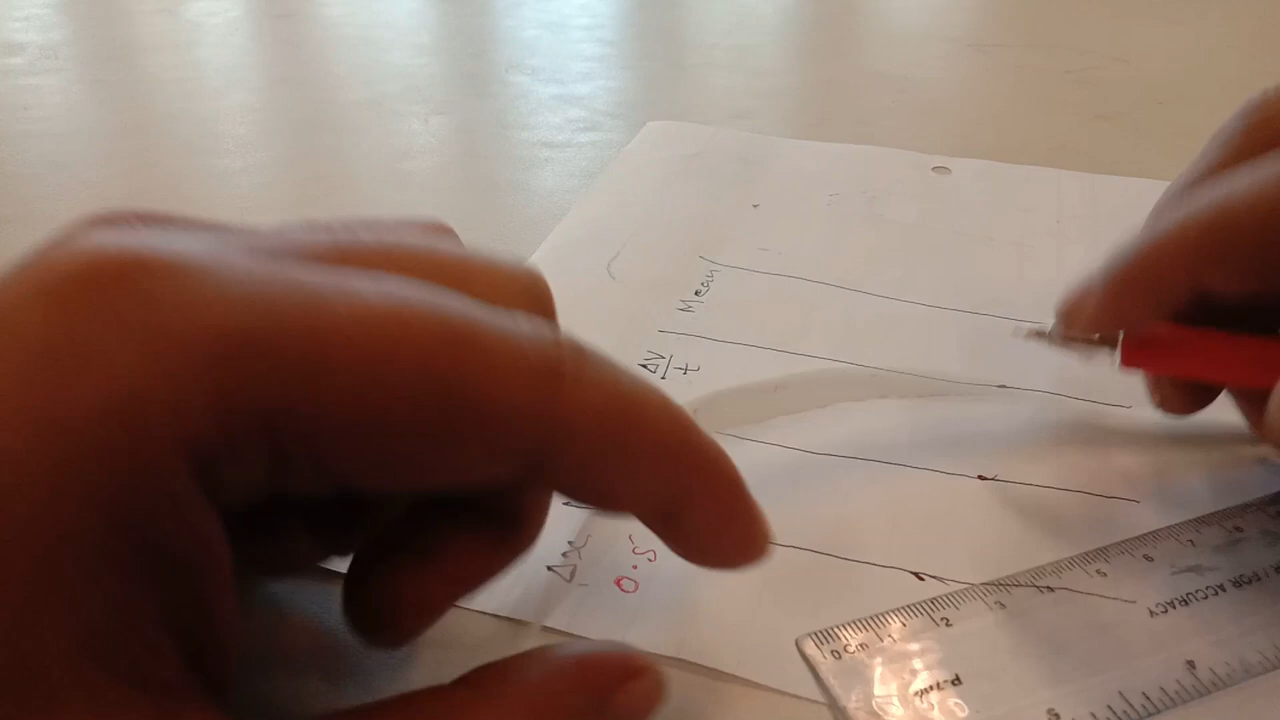 Mean
ΔV
t
Δx
0.5
0 Cm 1 2 3 4 5 6 7 8
/ FOR ACCURACY